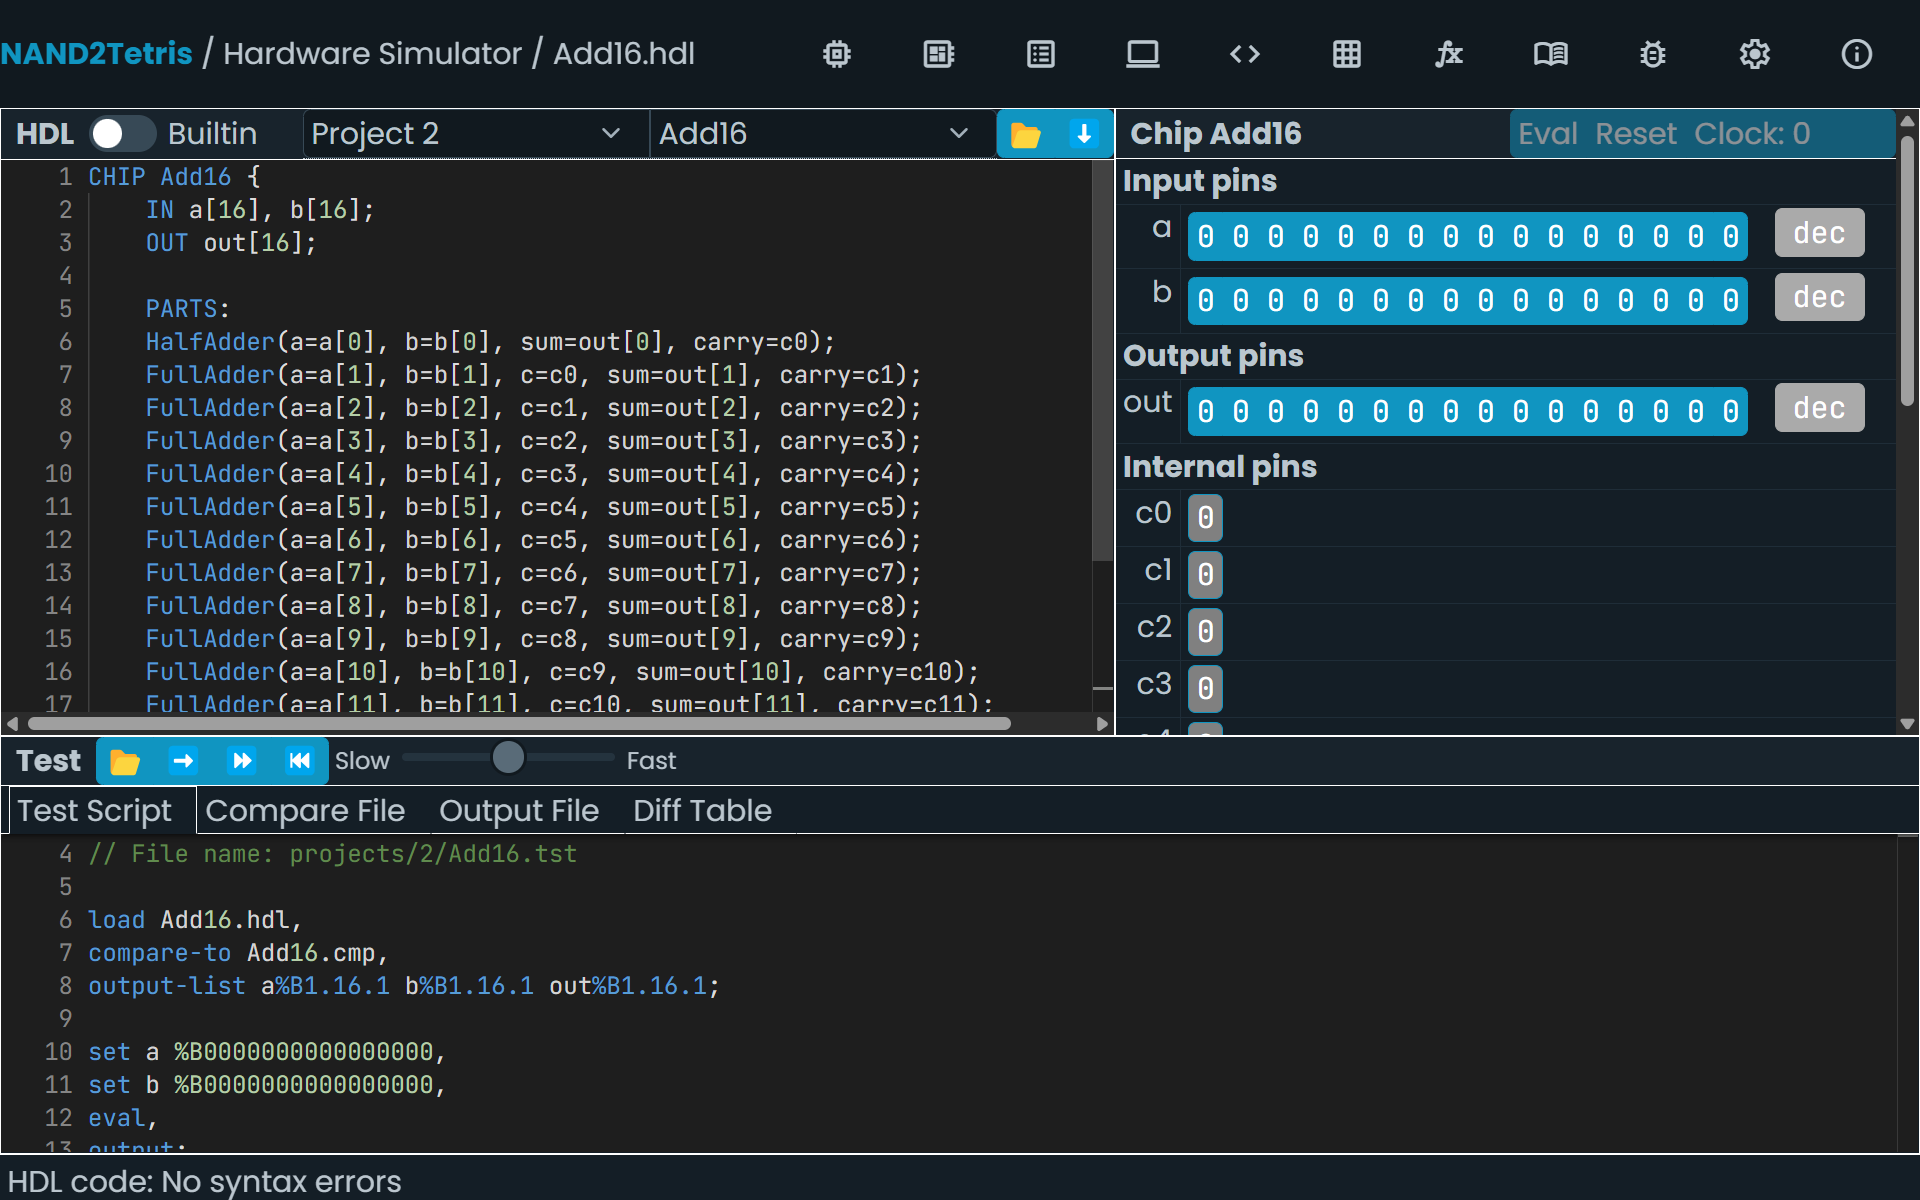 NAND2Tetris / Hardware Simulator / Add16.hdl
HDL Builtin Project 2 Add16
1 CHIP Add16 {
2 IN a[16], b[16];
3 OUT out[16];
4
5 PARTS:
6 HalfAdder(a=a[0], b=b[0], sum=out[0], carry=c0);
7 FullAdder(a=a[1], b=b[1], c=c0, sum=out[1], carry=c1);
8 FullAdder(a=a[2], b=b[2], c=c1, sum=out[2], carry=c2);
9 FullAdder(a=a[3], b=b[3], c=c2, sum=out[3], carry=c3);
10 FullAdder(a=a[4], b=b[4], c=c3, sum=out[4], carry=c4);
11 FullAdder(a=a[5], b=b[5], c=c4, sum=out[5], carry=c5);
12 FullAdder(a=a[6], b=b[6], c=c5, sum=out[6], carry=c6);
13 FullAdder(a=a[7], b=b[7], c=c6, sum=out[7], carry=c7);
14 FullAdder(a=a[8], b=b[8], c=c7, sum=out[8], carry=c8);
15 FullAdder(a=a[9], b=b[9], c=c8, sum=out[9], carry=c9);
16 FullAdder(a=a[10], b=b[10], c=c9, sum=out[10], carry=c10);
17 FullAdder(a=a[11], b=b[11], c=c10, sum=out[11], carry=c11);
Chip Add16 Eval Reset Clock: 0
Input pins
a 0 0 0 0 0 0 0 0 0 0 0 0 0 0 0 0 dec
b 0 0 0 0 0 0 0 0 0 0 0 0 0 0 0 0 dec
Output pins
out 0 0 0 0 0 0 0 0 0 0 0 0 0 0 0 0 dec
Internal pins
c0 0
c1 0
c2 0
c3 0
c4 0
Test Slow Fast
Test Script Compare File Output File Diff Table
4 // File name: projects/2/Add16.tst
5
6 load Add16.hdl,
7 compare-to Add16.cmp,
8 output-list a%B1.16.1 b%B1.16.1 out%B1.16.1;
9
10 set a %B0000000000000000,
11 set b %B0000000000000000,
12 eval,
13 output;
HDL code: No syntax errors